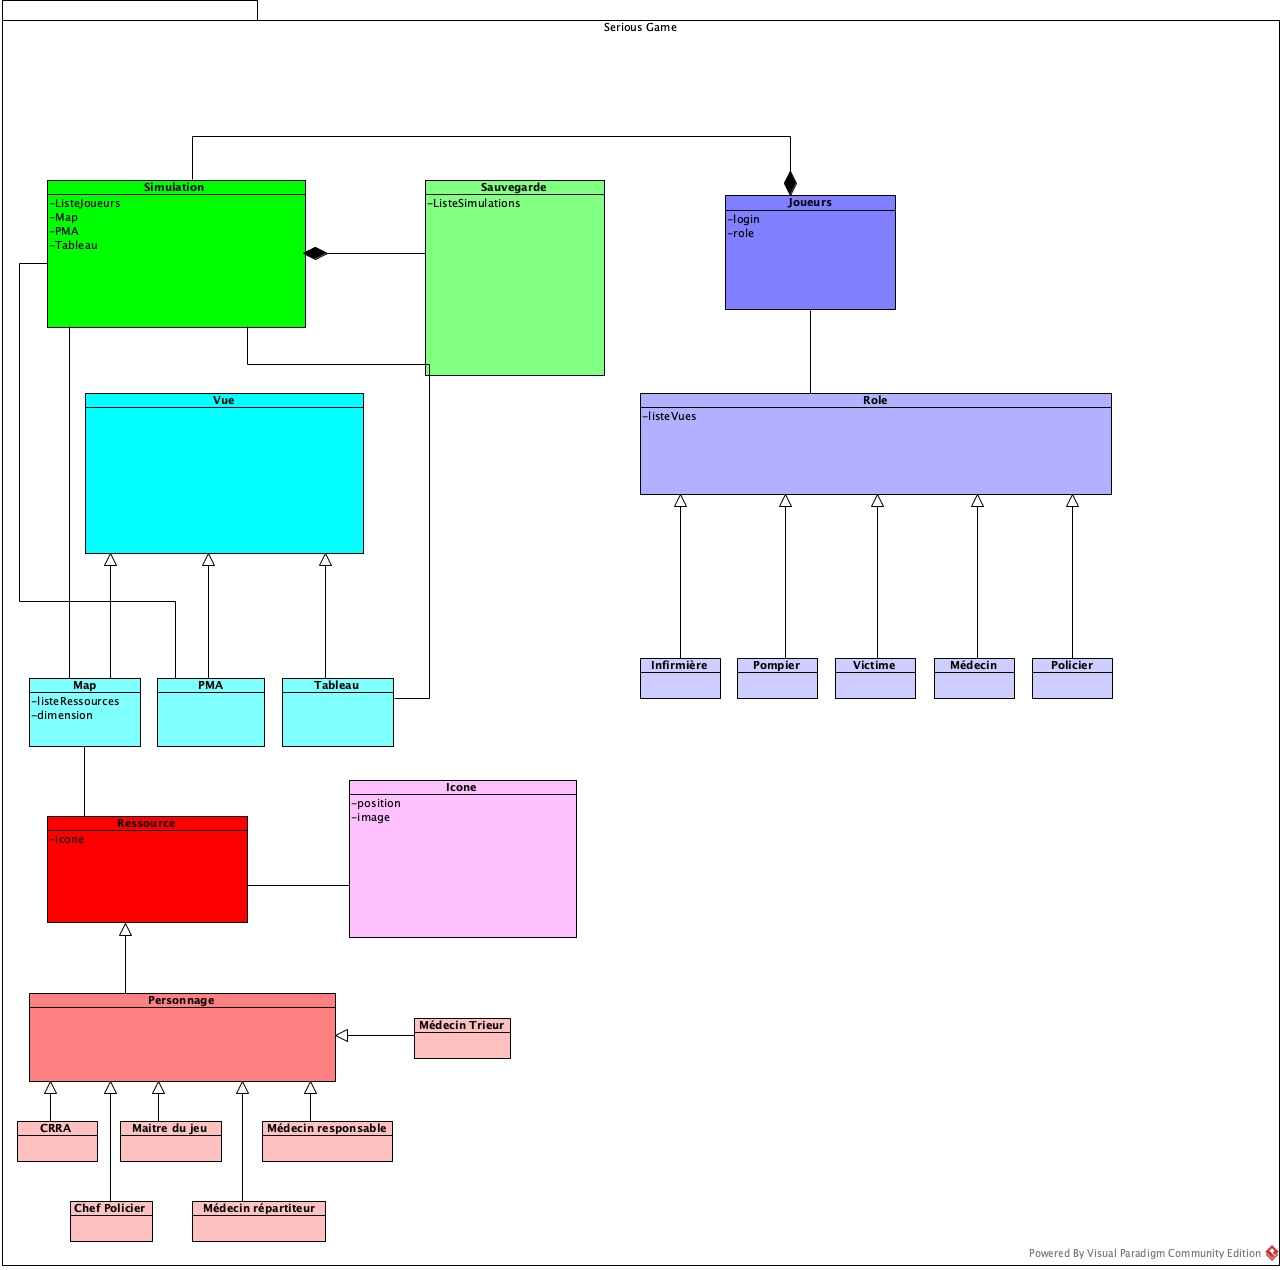 Serious Game
Simulation
-ListeJoueurs
-Map
-PMA
-Tableau
Sauvegarde
-ListeSimulations
Joueurs
-login
-role
Vue
Role
-listeVues
Infirmière
Pompier
Victime
Médecin
Policier
Map
-listeRessources
-dimension
PMA
Tableau
Icone
-position
-image
Ressource
-icone
Personnage
Médecin Trieur
CRRA
Maitre du jeu
Médecin responsable
Chef Policier
Médecin répartiteur
Powered By Visual Paradigm Community Edition